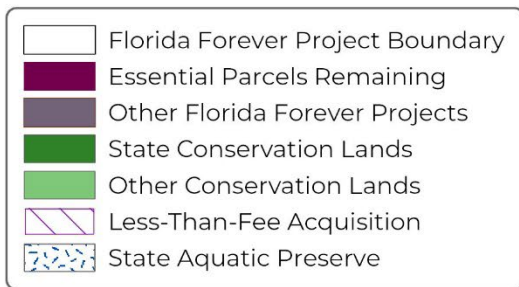 Florida Forever Project Boundary
Essential Parcels Remaining
Other Florida Forever Projects
State Conservation Lands
Other Conservation Lands
Less-Than-Fee Acquisition
State Aquatic Preserve